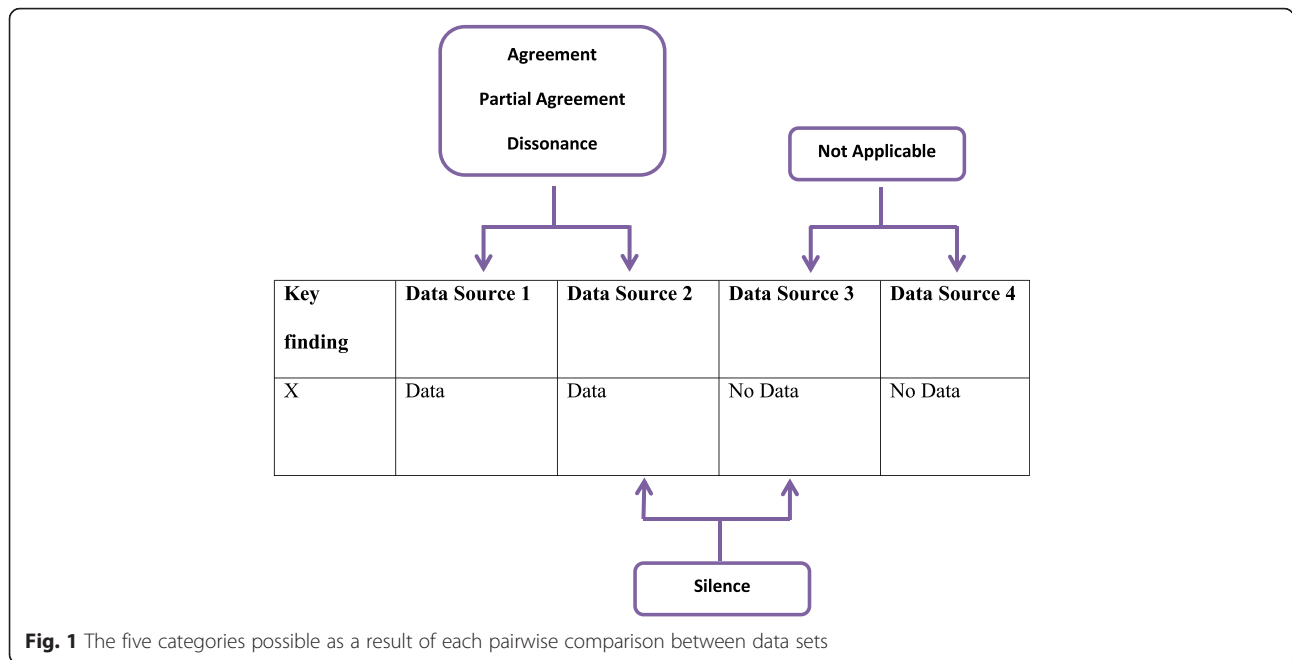 Agreement
Partial Agreement
Dissonance
Not Applicable
Key finding
Data Source 1
Data Source 2
Data Source 3
Data Source 4
X
Data
Data
No Data
No Data
Silence
Fig. 1 The five categories possible as a result of each pairwise comparison between data sets